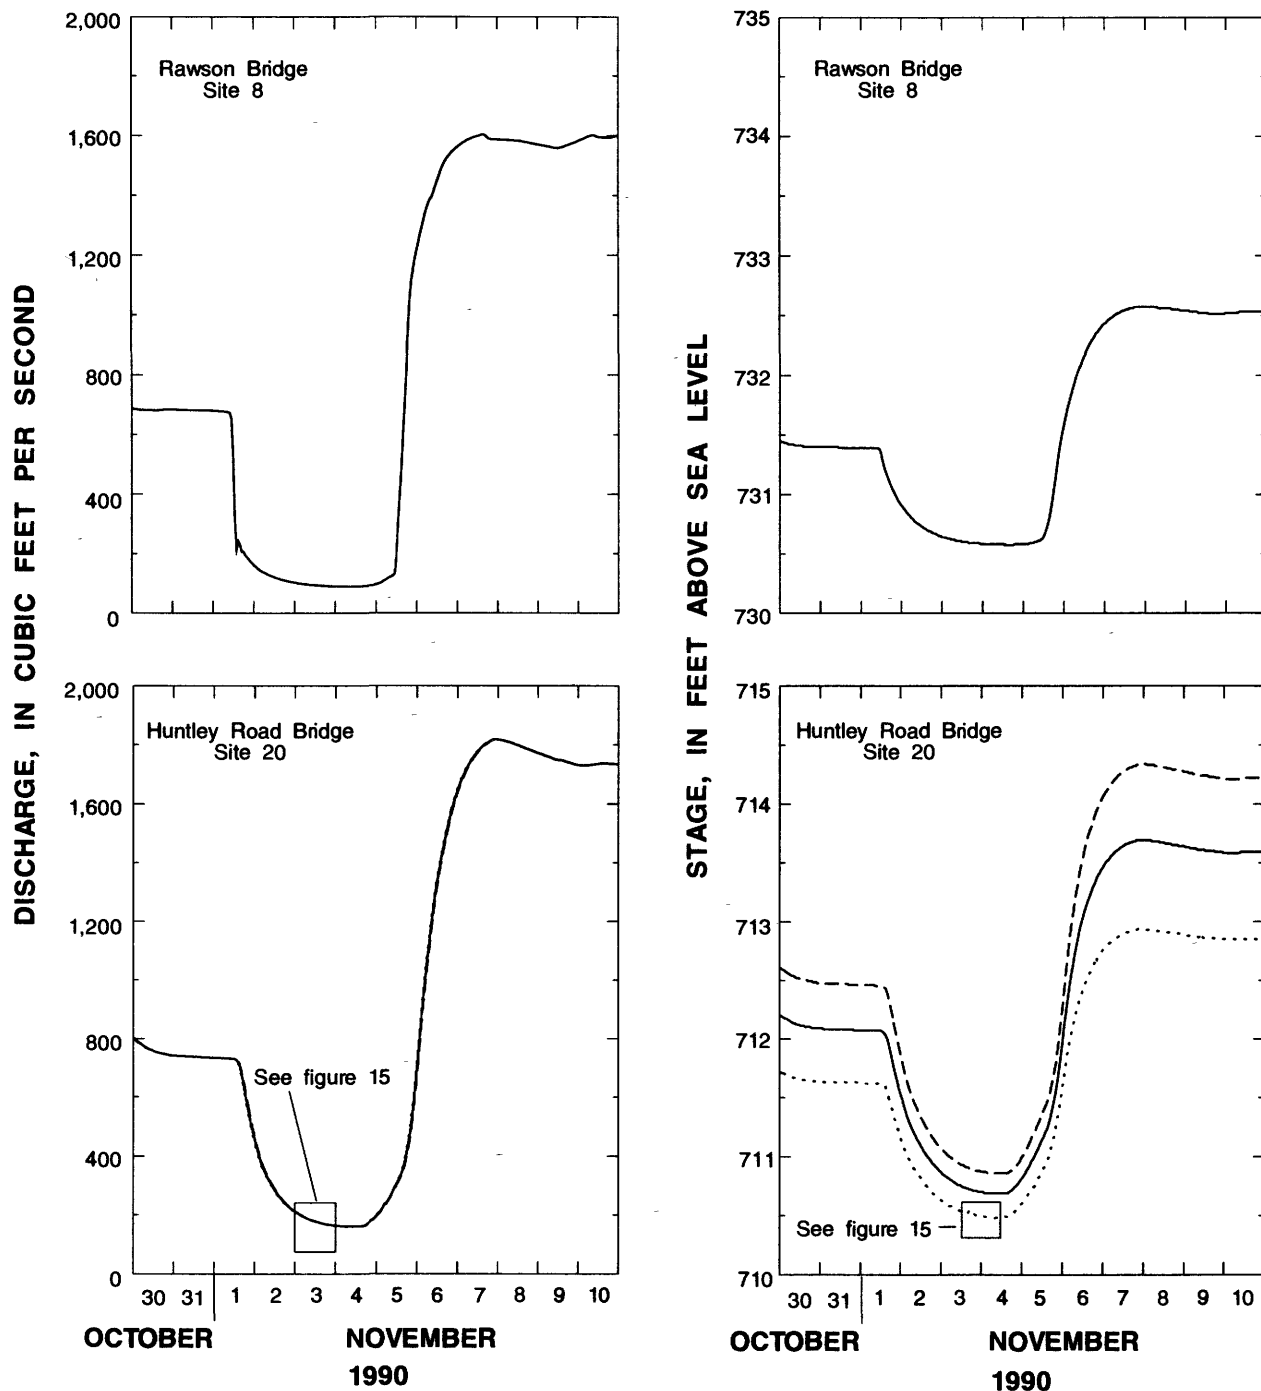 DISCHARGE, IN CUBIC FEET PER SECOND
2,000
1,600
1,200
800
400
0
Rawson Bridge
Site 8
2,000
1,600
1,200
800
400
0
Huntley Road Bridge
Site 20
See figure 15
30 31 1 2 3 4 5 6 7 8 9 10
OCTOBER NOVEMBER
1990
STAGE, IN FEET ABOVE SEA LEVEL
735
734
733
732
731
730
Rawson Bridge
Site 8
715
714
713
712
711
710
Huntley Road Bridge
Site 20
See figure 15
30 31 1 2 3 4 5 6 7 8 9 10
OCTOBER NOVEMBER
1990